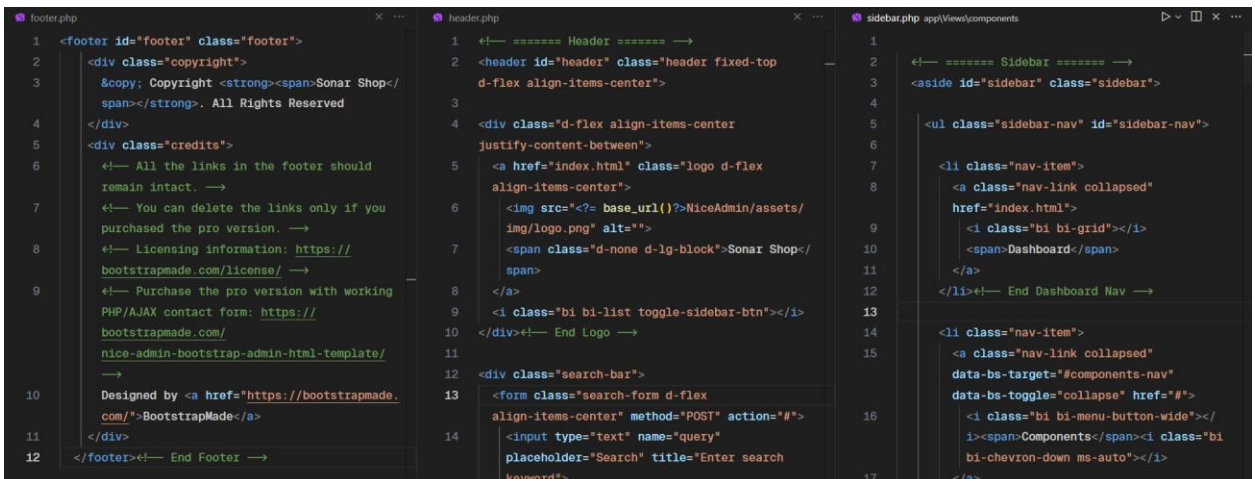 footer.php
1 <footer id="footer" class="footer">
2 <div class="copyright">
3 &copy; Copyright <strong><span>Sonar Shop</
span></strong>. All Rights Reserved
4 </div>
5 <div class="credits">
6 <!-- All the links in the footer should
remain intact. -->
7 <!-- You can delete the links only if you
purchased the pro version. -->
8 <!-- Licensing information: https://
bootstrapmade.com/license/ -->
9 <!-- Purchase the pro version with working
PHP/AJAX contact form: https://
bootstrapmade.com/
nice-admin-bootstrap-admin-html-template/
-->
10 Designed by <a href="https://bootstrapmade.
com/">BootstrapMade</a>
11 </div>
12 </footer><!-- End Footer -->
header.php
1 <!-- ======= Header ======= -->
2 <header id="header" class="header fixed-top
d-flex align-items-center">
3
4 <div class="d-flex align-items-center
justify-content-between">
5 <a href="index.html" class="logo d-flex
align-items-center">
6 <img src="<?= base_url()?>NiceAdmin/assets/
img/logo.png" alt="">
7 <span class="d-none d-lg-block">Sonar Shop</
span>
8 </a>
9 <i class="bi bi-list toggle-sidebar-btn"></i>
10 </div><!-- End Logo -->
11
12 <div class="search-bar">
13 <form class="search-form d-flex
align-items-center" method="POST" action="#">
14 <input type="text" name="query"
placeholder="Search" title="Enter search
keyword">
sidebar.php app\Views\components
1
2 <!-- ======= Sidebar ======= -->
3 <aside id="sidebar" class="sidebar">
4
5 <ul class="sidebar-nav" id="sidebar-nav">
6
7 <li class="nav-item">
8 <a class="nav-link collapsed"
href="index.html">
9 <i class="bi bi-grid"></i>
10 <span>Dashboard</span>
11 </a>
12 </li><!-- End Dashboard Nav -->
13
14 <li class="nav-item">
15 <a class="nav-link collapsed"
data-bs-target="#components-nav"
data-bs-toggle="collapse" href="#">
16 <i class="bi bi-menu-button-wide"></
i><span>Components</span><i class="bi
bi-chevron-down ms-auto"></i>
17 </a>